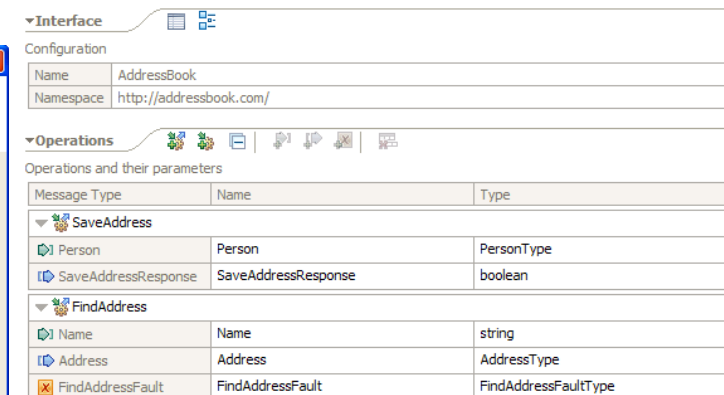 Interface
Configuration
Name AddressBook
Namespace http://addressbook.com/
Operations
Operations and their parameters
Message Type Name Type
SaveAddress
Person Person PersonType
SaveAddressResponse SaveAddressResponse boolean
FindAddress
Name Name string
Address Address AddressType
FindAddressFault FindAddressFault FindAddressFaultType